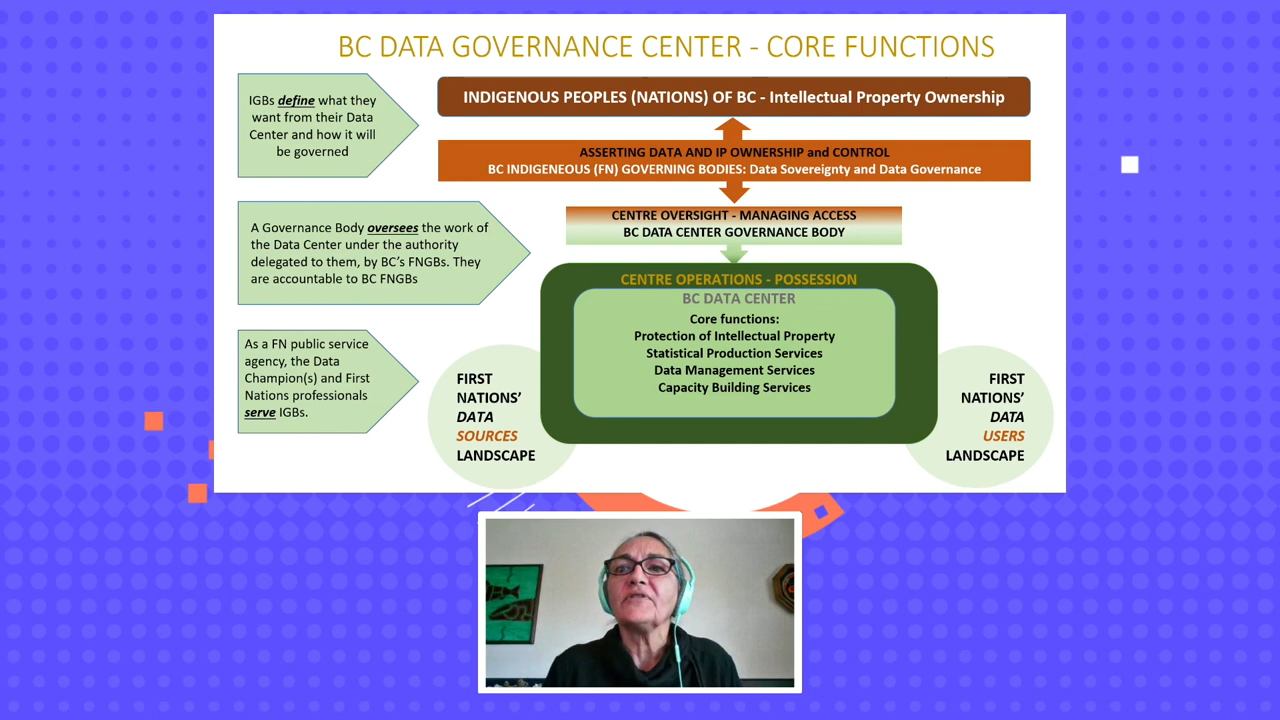 BC DATA GOVERNANCE CENTER - CORE FUNCTIONS
IGBs define what they
want from their Data
Center and how it will
be governed
INDIGENOUS PEOPLES (NATIONS) OF BC - Intellectual Property Ownership
ASSERTING DATA AND IP OWNERSHIP and CONTROL
BC INDIGENEOUS (FN) GOVERNING BODIES: Data Sovereignty and Data Governance
A Governance Body oversees the work of
the Data Center under the authority
delegated to them, by BC's FNGBs. They
are accountable to BC FNGBs
CENTRE OVERSIGHT - MANAGING ACCESS
BC DATA CENTER GOVERNANCE BODY
CENTRE OPERATIONS - POSSESSION
BC DATA CENTER
Core functions:
Protection of Intellectual Property
Statistical Production Services
Data Management Services
Capacity Building Services
As a FN public service
agency, the Data
Champion(s) and First
Nations professionals
serve IGBs.
FIRST
NATIONS'
DATA
SOURCES
LANDSCAPE
FIRST
NATIONS'
DATA
USERS
LANDSCAPE